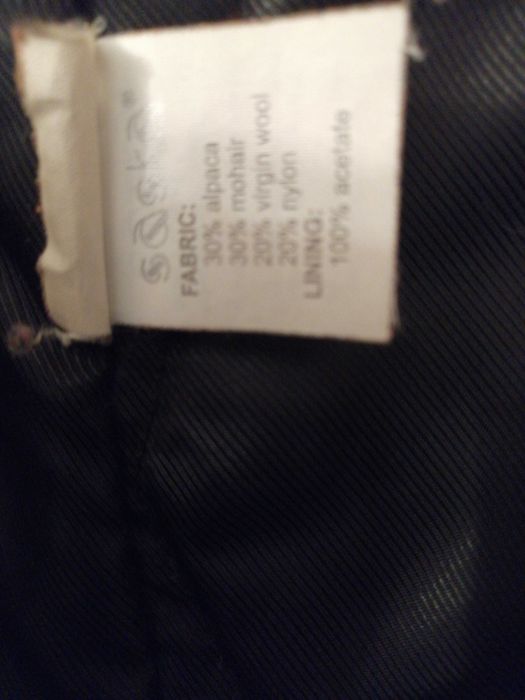 FABRIC:
30% alpaca
30% mohair
20% virgin wool
20% nylon
LINING:
100% acetate